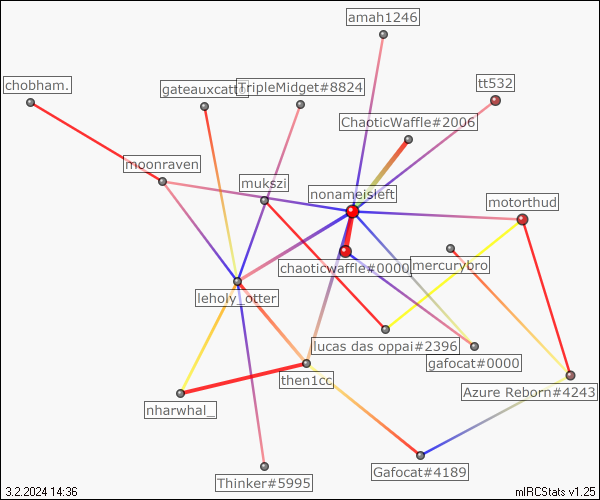 amah1246
chobham.
gateauxcatto
TripleMidget#8824
tt532
ChaoticWaffle#2006
moonraven
mukszi
nonameisleft
motorthud
chaoticwaffle#0000
mercurybro
leholy_otter
lucas das oppai#2396
gafocat#0000
then1cc
Azure Reborn#4243
nharwhal_
Gafocat#4189
Thinker#5995
3.2.2024 14:36
mIRCStats v1.25